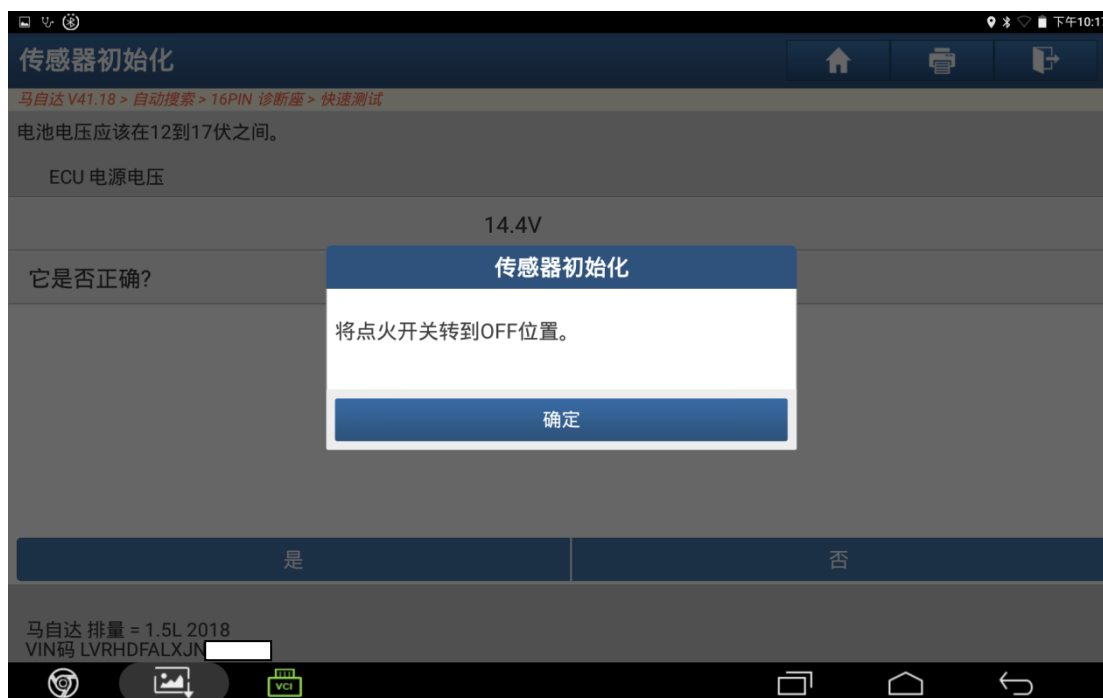 下午10:17
传感器初始化
马自达 V41.18 > 自动搜索 > 16PIN 诊断座 > 快速测试
电池电压应该在12到17伏之间。
ECU 电源电压
14.4V
它是否正确?
传感器初始化
将点火开关转到OFF位置。
确定
是
否
马自达 排量 = 1.5L 2018
VIN码 LVRHDFALXJN
VCI